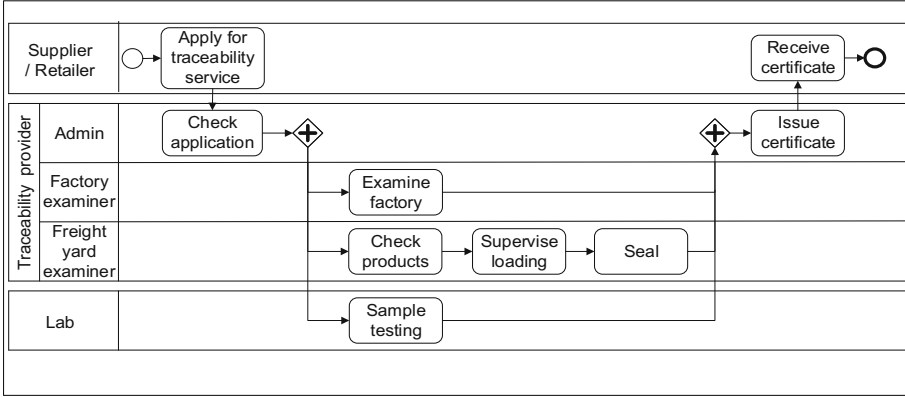 Supplier
/ Retailer
Apply for
traceability
service
Receive
certificate
Traceability provider
Admin
Check
application
Issue
certificate
Factory
examiner
Examine
factory
Freight
yard
examiner
Check
products
Supervise
loading
Seal
Lab
Sample
testing